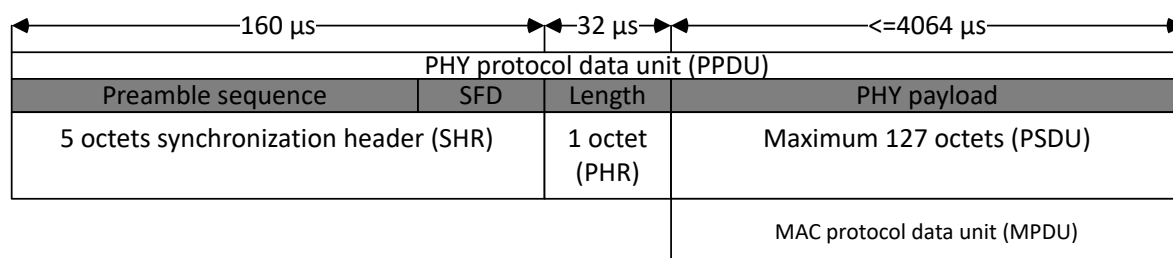 160 µs 32 µs <=4064 µs
PHY protocol data unit (PPDU)
Preamble sequence SFD Length PHY payload
5 octets synchronization header (SHR) 1 octet Maximum 127 octets (PSDU)
(PHR)
MAC protocol data unit (MPDU)